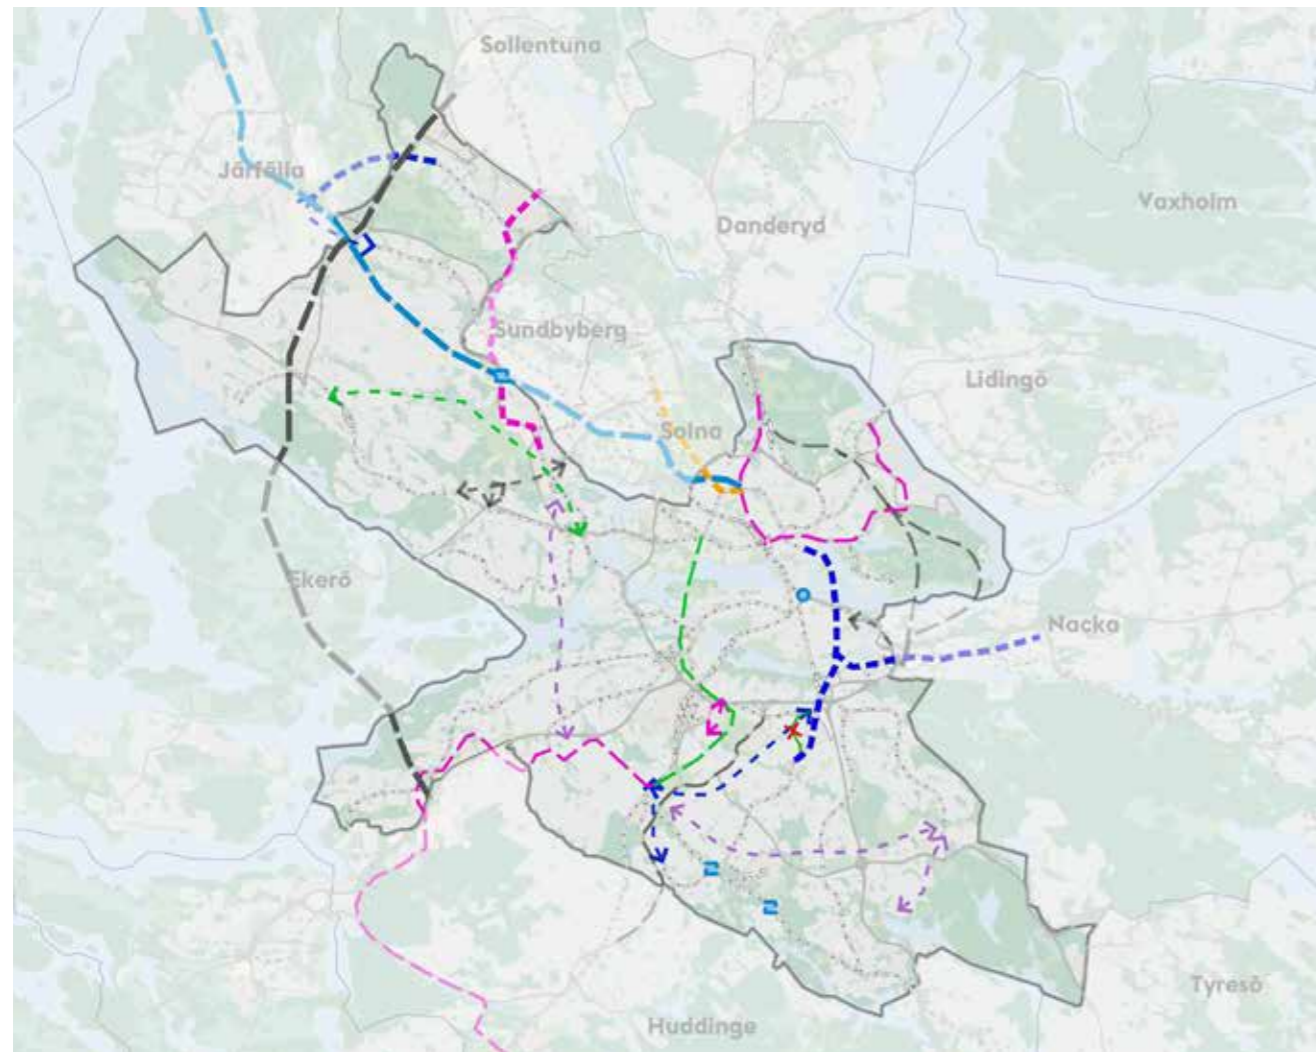 Sollentuna
Järfälla
Vaxholm
Danderyd
Sundbyberg
Lidingö
Solna
Ekerö
Nacka
Tyresö
Huddinge